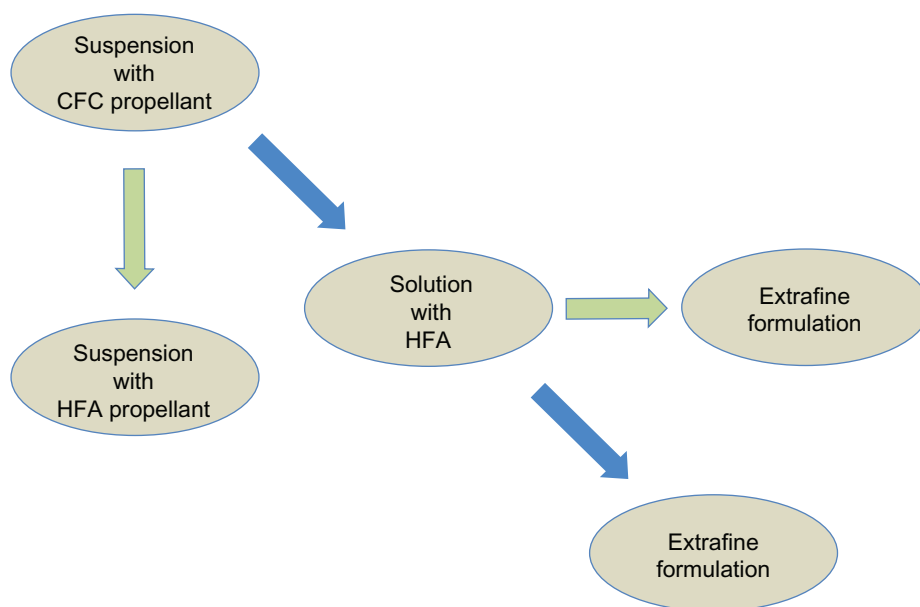 Suspension
with
CFC propellant
Solution
with
HFA
Extrafine
formulation
Suspension
with
HFA propellant
Extrafine
formulation